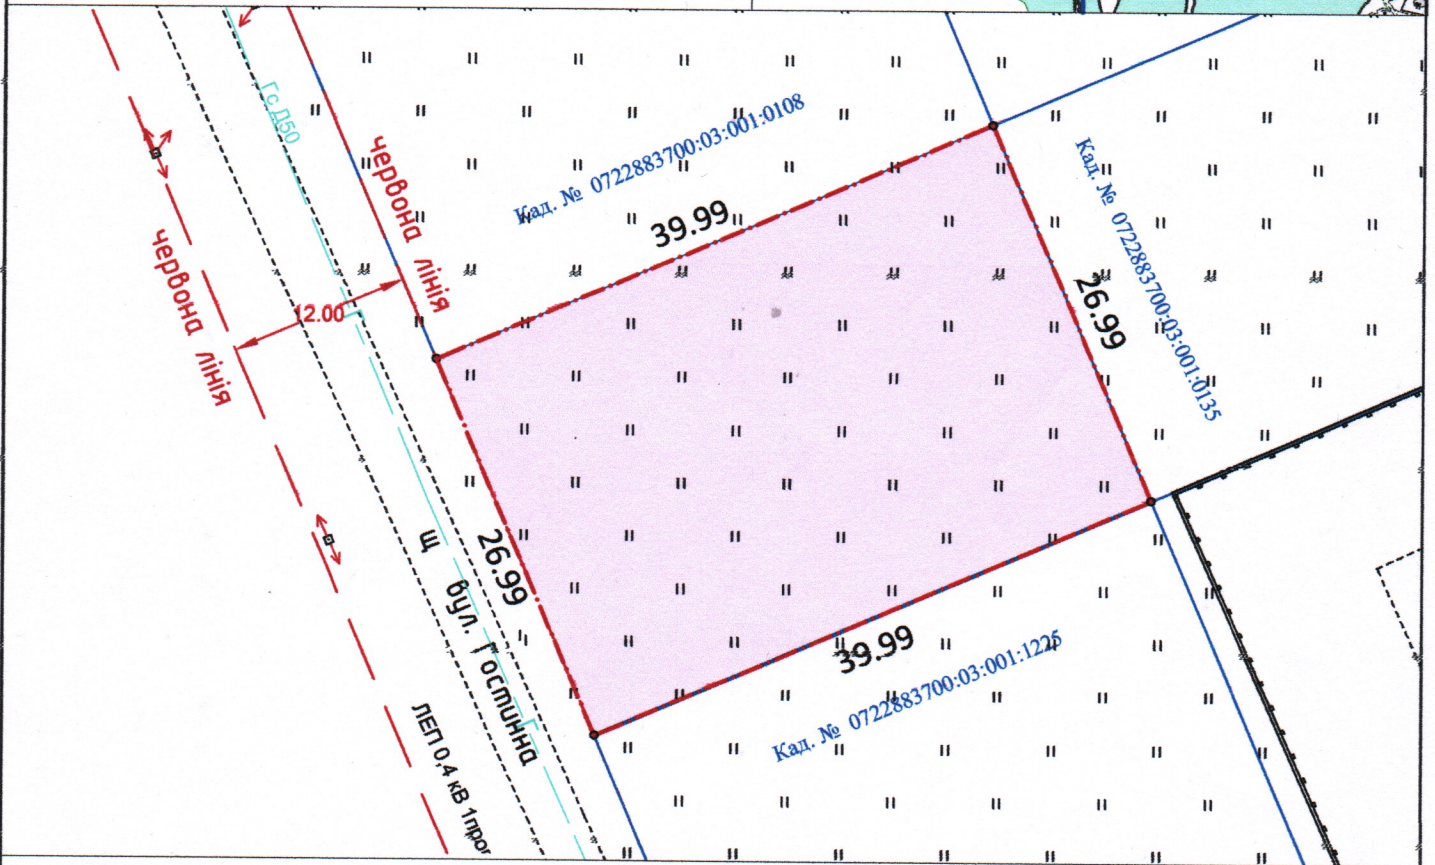 Гс Д50
червона лінія
Кад. № 0722883700:03:001:0108
39.99
червона лінія
12.00
26.99
Кад. № 0722883700:03:001:0135
щ
26.99
вул. Гостинна
39.99
Кад. № 0722883700:03:001:1225
ЛЕП 0,4 кВ 1про